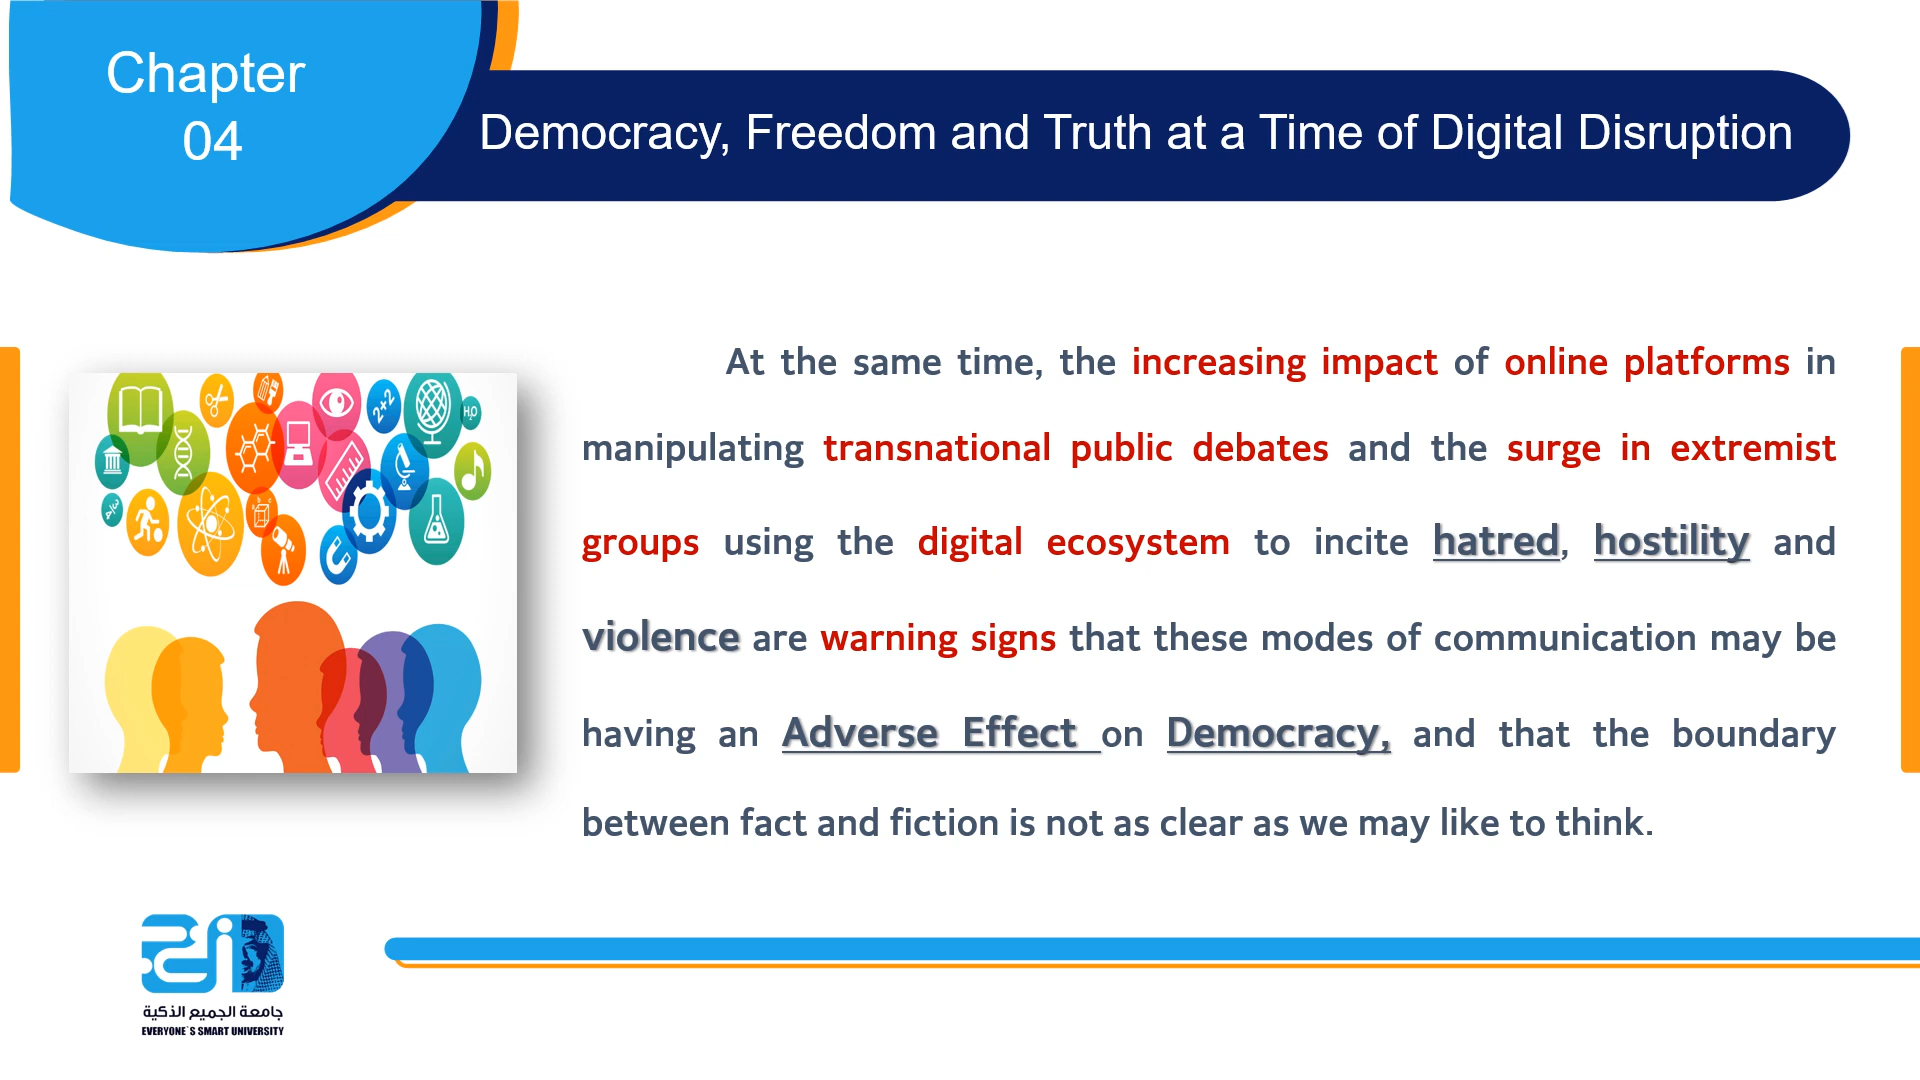 Chapter
04
Democracy, Freedom and Truth at a Time of Digital Disruption
At the same time, the increasing impact of online platforms in
manipulating transnational public debates and the surge in extremist
groups using the digital ecosystem to incite hatred, hostility and
violence are warning signs that these modes of communication may be
having an Adverse Effect on Democracy, and that the boundary
between fact and fiction is not as clear as we may like to think.
2+2
H₂O
جامعة الجميع الذكية
EVERYONE`S SMART UNIVERSITY